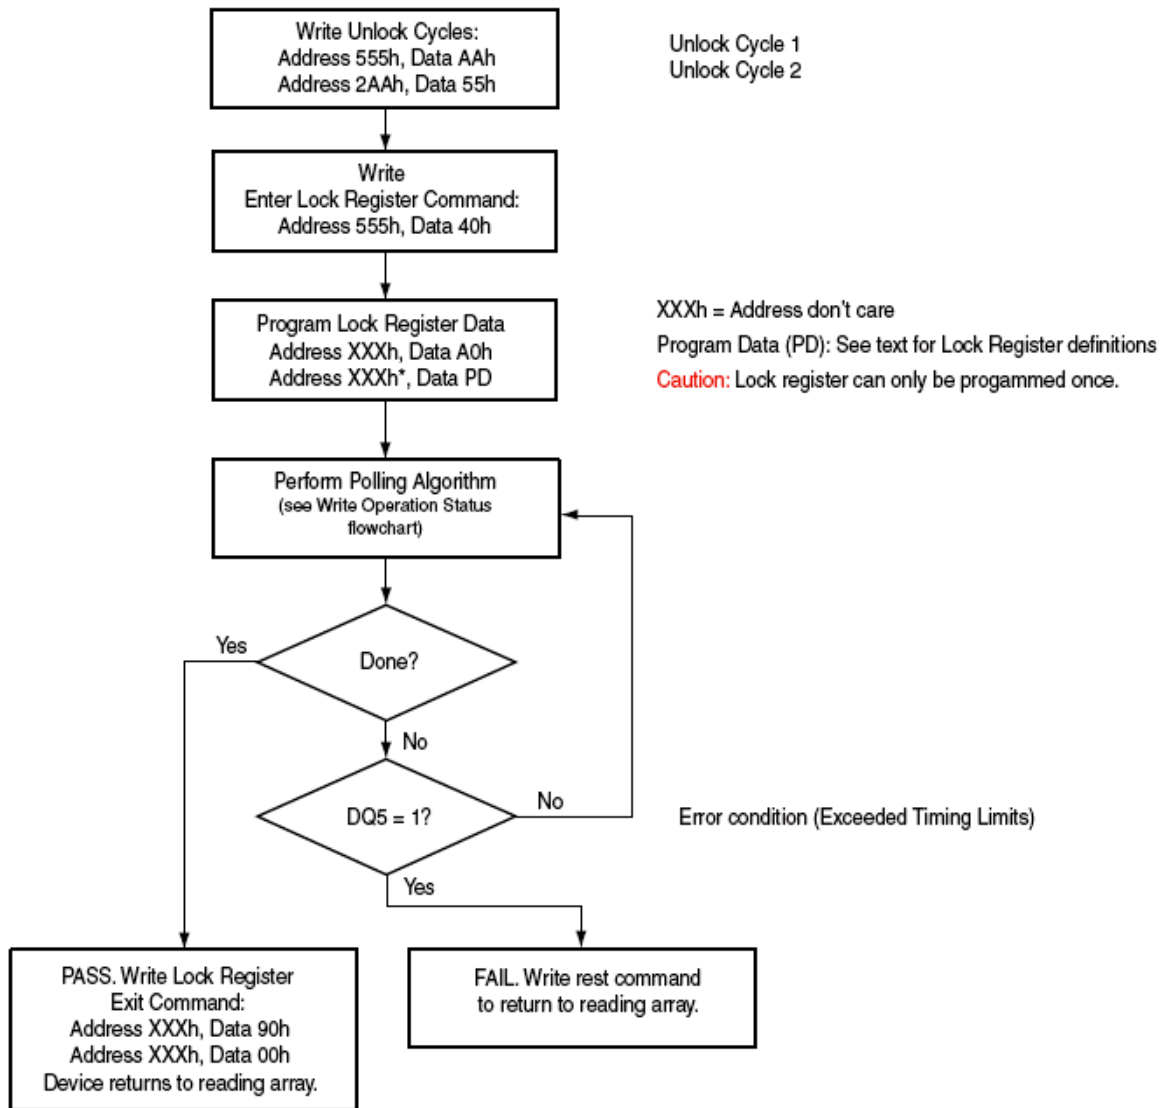 Write Unlock Cycles:
Address 555h, Data AAh
Address 2AAh, Data 55h
Unlock Cycle 1
Unlock Cycle 2
Write
Enter Lock Register Command:
Address 555h, Data 40h
Program Lock Register Data
Address XXXh, Data A0h
Address XXXh*, Data PD
XXXh = Address don't care
Program Data (PD): See text for Lock Register definitions
Caution: Lock register can only be progammed once.
Perform Polling Algorithm
(see Write Operation Status
flowchart)
Yes
Done?
No
DQ5 = 1?
No
Error condition (Exceeded Timing Limits)
Yes
PASS. Write Lock Register
Exit Command:
Address XXXh, Data 90h
Address XXXh, Data 00h
Device returns to reading array.
FAIL. Write rest command
to return to reading array.